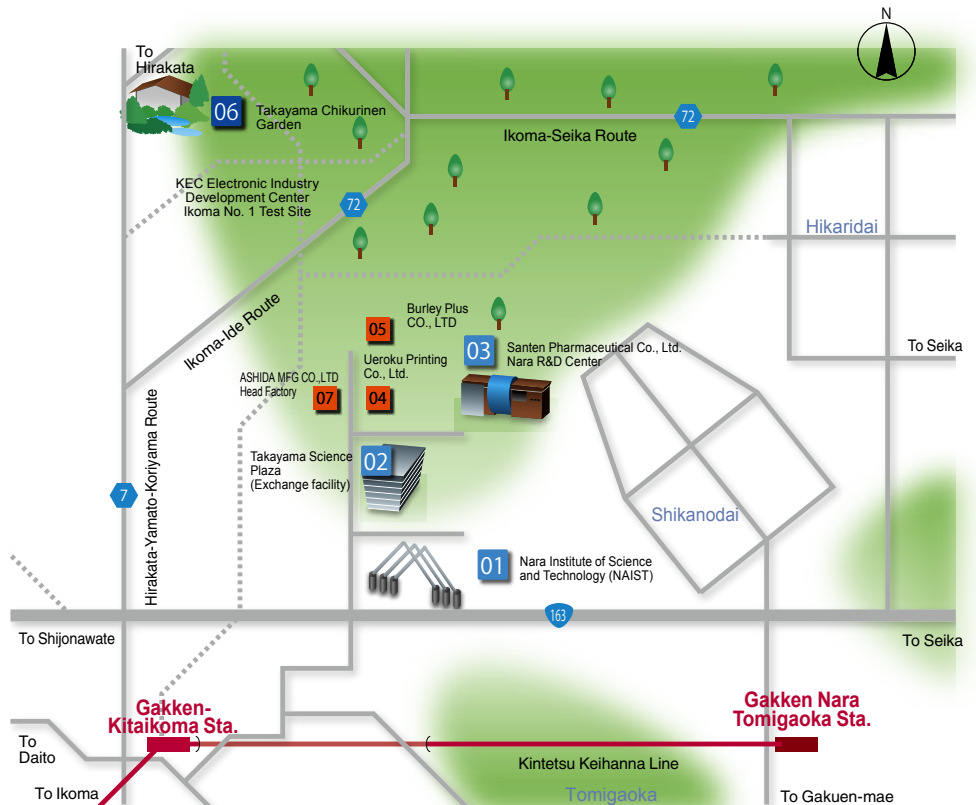 N
To
Hirakata
06
Takayama Chikurinen
Garden
72
Ikoma-Seika Route
KEC Electronic Industry
Development Center
Ikoma No. 1 Test Site
72
Hikaridai
Ikoma-Ide Route
Burley Plus
CO., LTD
05
03
Santen Pharmaceutical Co., Ltd.
Nara R&D Center
To Seika
Ueroku Printing
Co., Ltd.
ASHIDA MFG CO.,LTD
Head Factory
07
04
Hirakata-Yamato-Koriyama Route
Takayama Science
Plaza
(Exchange facility)
02
7
Shikanodai
01
Nara Institute of Science
and Technology (NAIST)
163
To Shijonawate
To Seika
Gakken-
Kitaikoma Sta.
Gakken Nara
Tomigaoka Sta.
To
Daito
Kintetsu Keihanna Line
To Ikoma
Tomigaoka
To Gakuen-mae